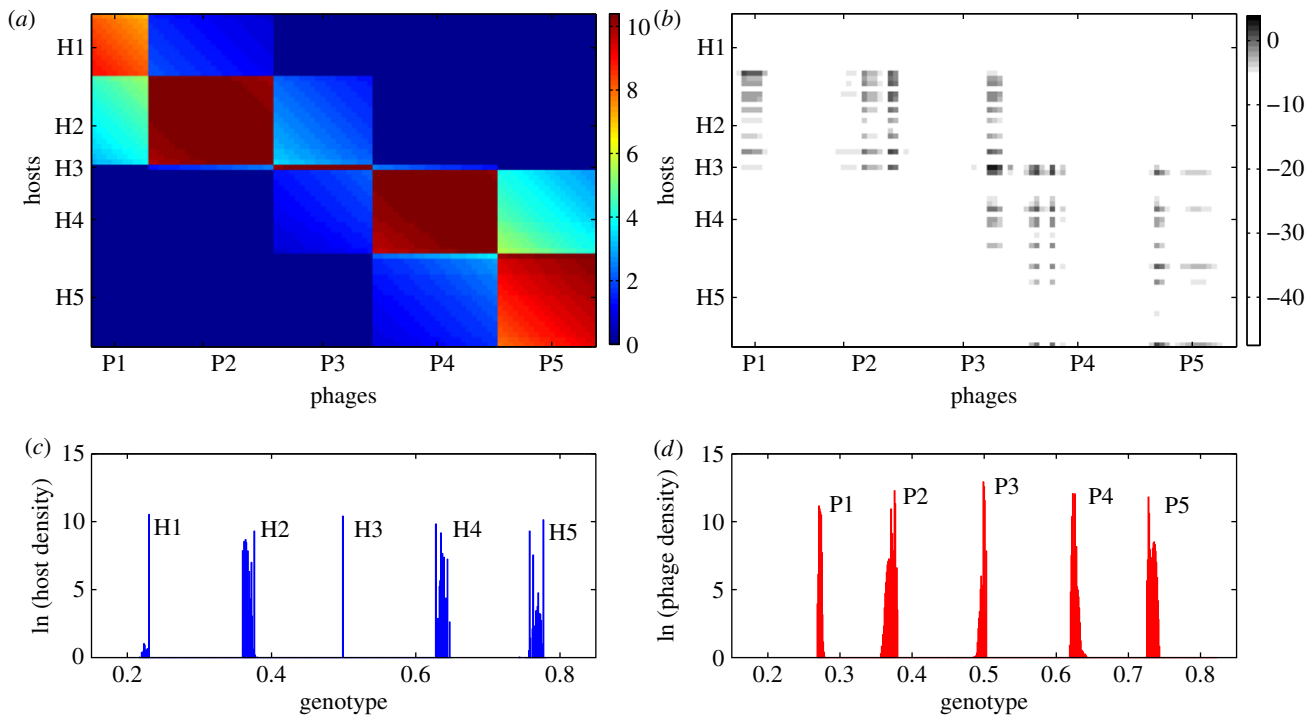 (a)
H1
H2
H3
H4
H5
hosts
P1 P2 P3 P4 P5
phages
10
8
6
4
2
0
(b)
H1
H2
H3
H4
H5
hosts
P1 P2 P3 P4 P5
phages
0
−10
−20
−30
−40
(c)
15
10
5
0
ln (host density)
H1 H2 H3 H4 H5
0.2 0.4 0.6 0.8
genotype
(d)
15
10
5
0
ln (phage density)
P1 P2 P3 P4 P5
0.2 0.3 0.4 0.5 0.6 0.7 0.8
genotype